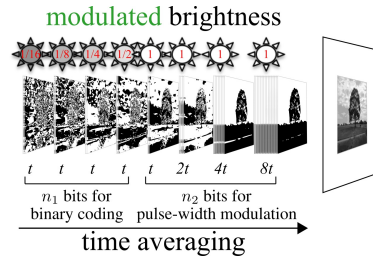 modulated brightness
1/16 1/8 1/4 1/2 1 1 1 1
t t t t t 2t 4t 8t
n₁ bits for n₂ bits for
binary coding pulse-width modulation
time averaging